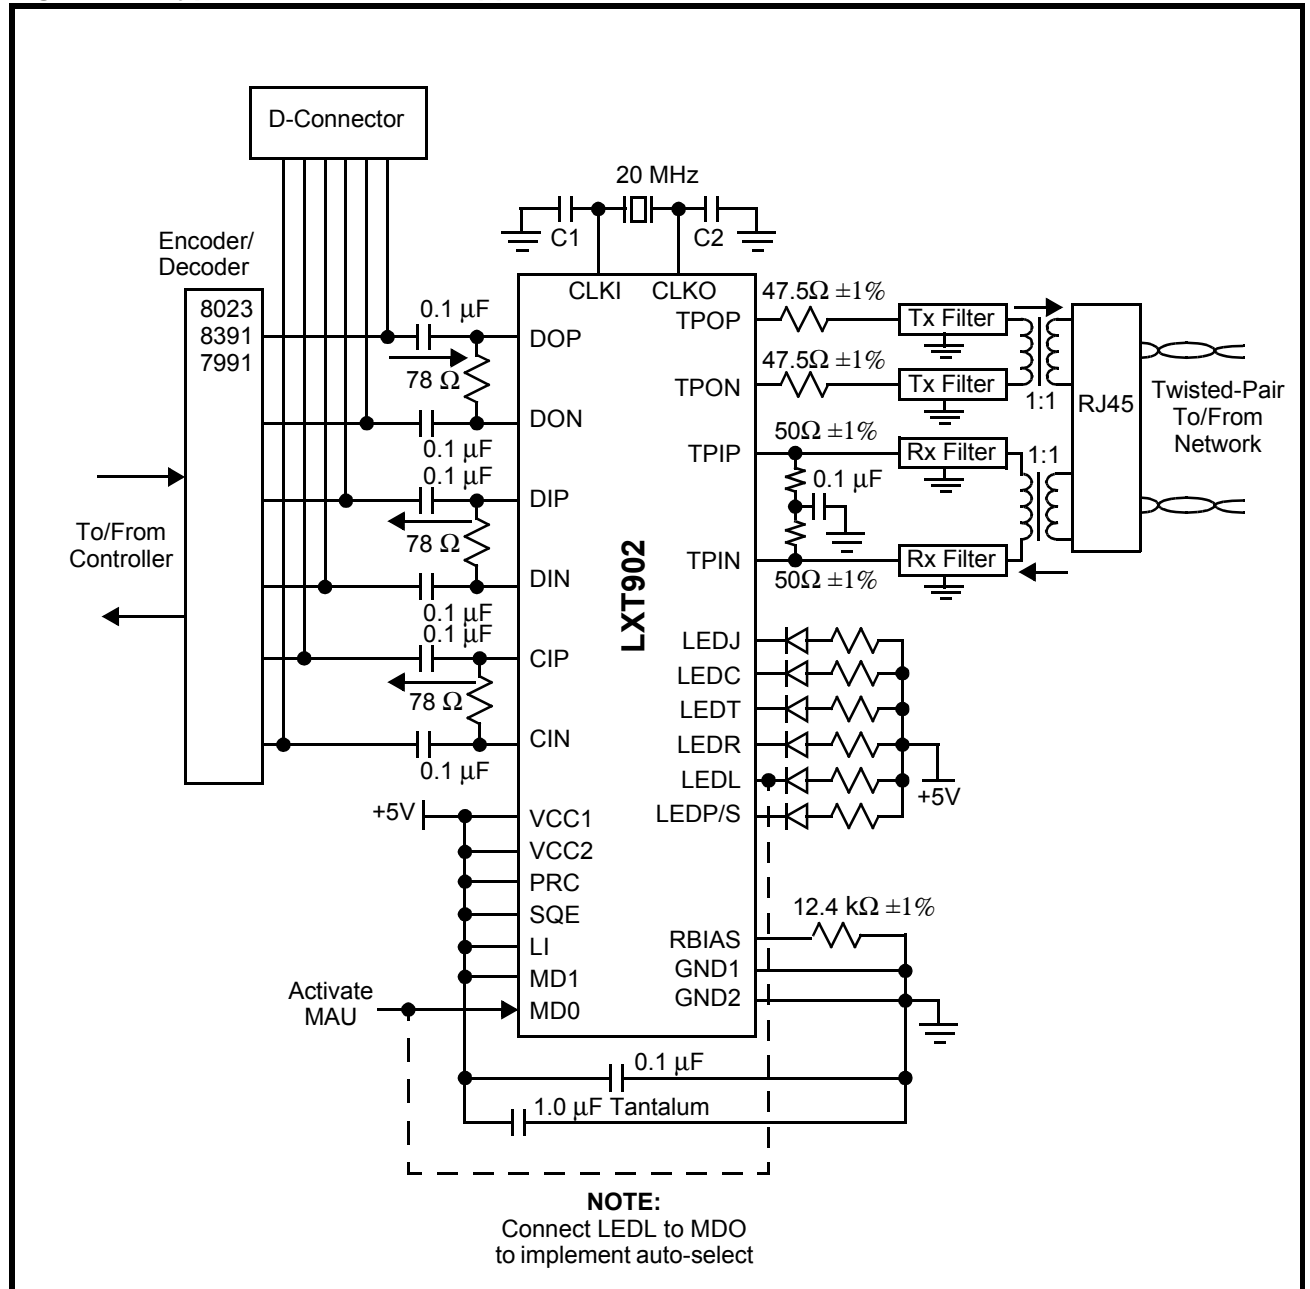 D-Connector
20 MHz
C1
C2
Encoder/
Decoder
8023
8391
7991
CLKI
CLKO
0.1 μF
DOP
78 Ω
DON
0.1 μF
0.1 μF
DIP
78 Ω
DIN
0.1 μF
0.1 μF
CIP
78 Ω
CIN
0.1 μF
To/From
Controller
LXT902
TPOP
47.5Ω ±1%
Tx Filter
TPON
47.5Ω ±1%
Tx Filter
1:1
RJ45
Twisted-Pair
To/From
Network
TPIP
50Ω ±1%
Rx Filter
1:1
0.1 μF
TPIN
50Ω ±1%
Rx Filter
LEDJ
LEDC
LEDT
LEDR
LEDL
LEDP/S
+5V
+5V
VCC1
VCC2
PRC
SQE
LI
MD1
MD0
Activate
MAU
RBIAS
12.4 kΩ ±1%
GND1
GND2
0.1 μF
1.0 μF Tantalum
NOTE:
Connect LEDL to MDO
to implement auto-select